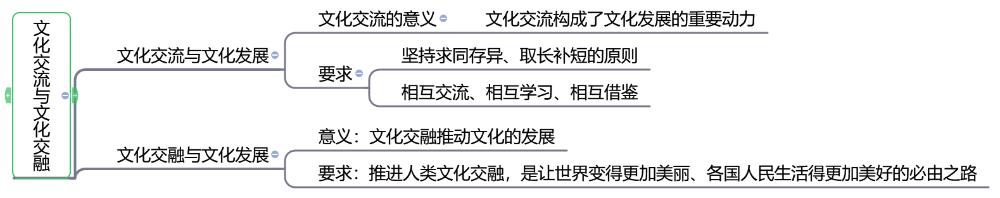 文化交流与文化交融
文化交流与文化发展
文化交流的意义
文化交流构成了文化发展的重要动力
要求
坚持求同存异、取长补短的原则
相互交流、相互学习、相互借鉴
文化交融与文化发展
意义：文化交融推动文化的发展
要求：推进人类文化交融，是让世界变得更加美丽、各国人民生活得更加美好的必由之路